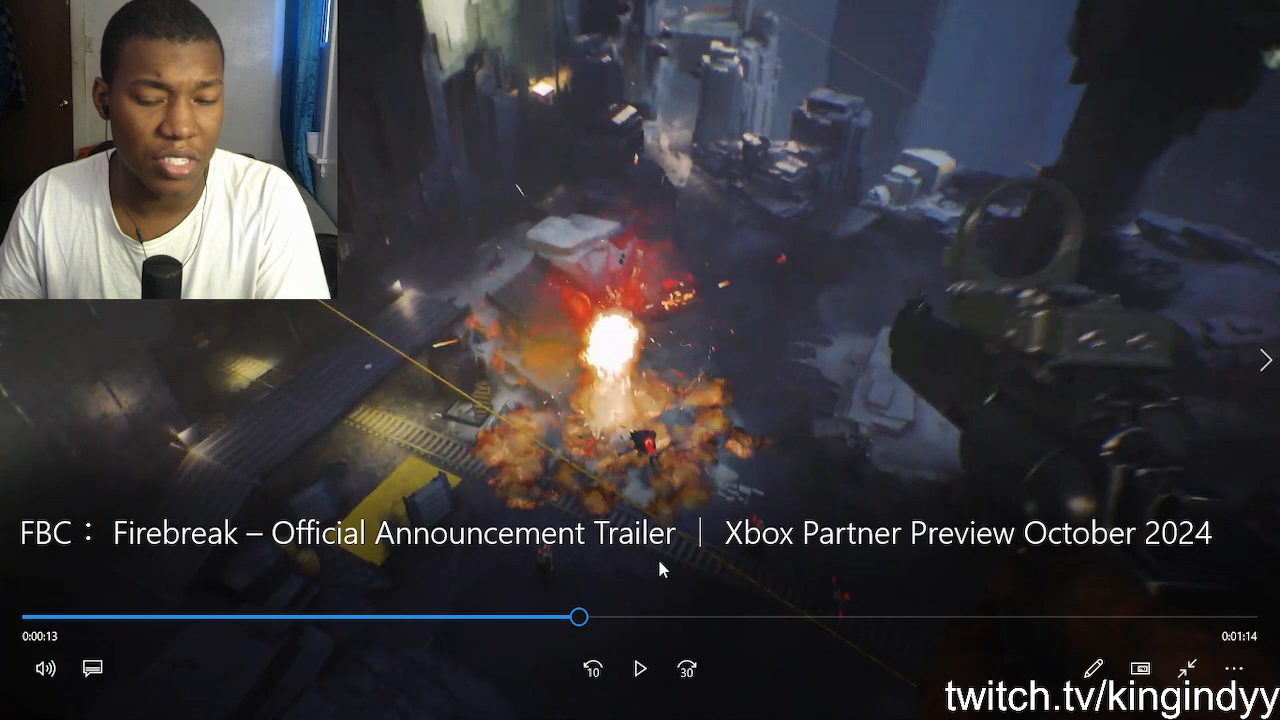 FBC： Firebreak – Official Announcement Trailer ｜ Xbox Partner Preview October 2024
0:00:13
0:01:14
10
30
twitch.tv/kingindyy